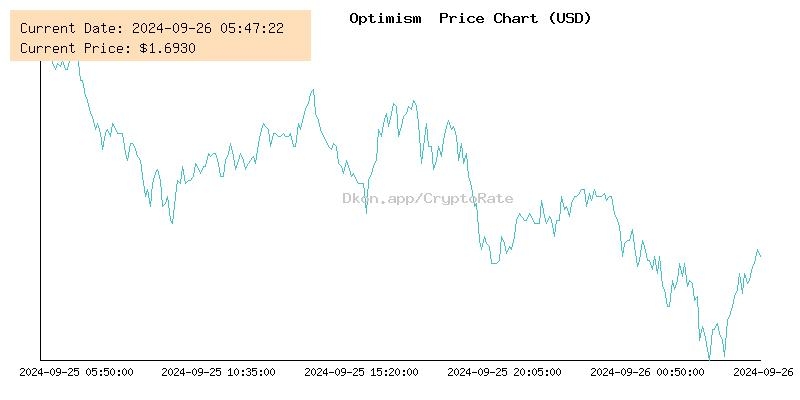 Optimism  Price Chart (USD)
Current Date: 2024-09-26 05:47:22
Current Price: $1.6930
Dkon.app/CryptoRate
2024-09-25 05:50:00 2024-09-25 10:35:00 2024-09-25 15:20:00 2024-09-25 20:05:00 2024-09-26 00:50:00 2024-09-26